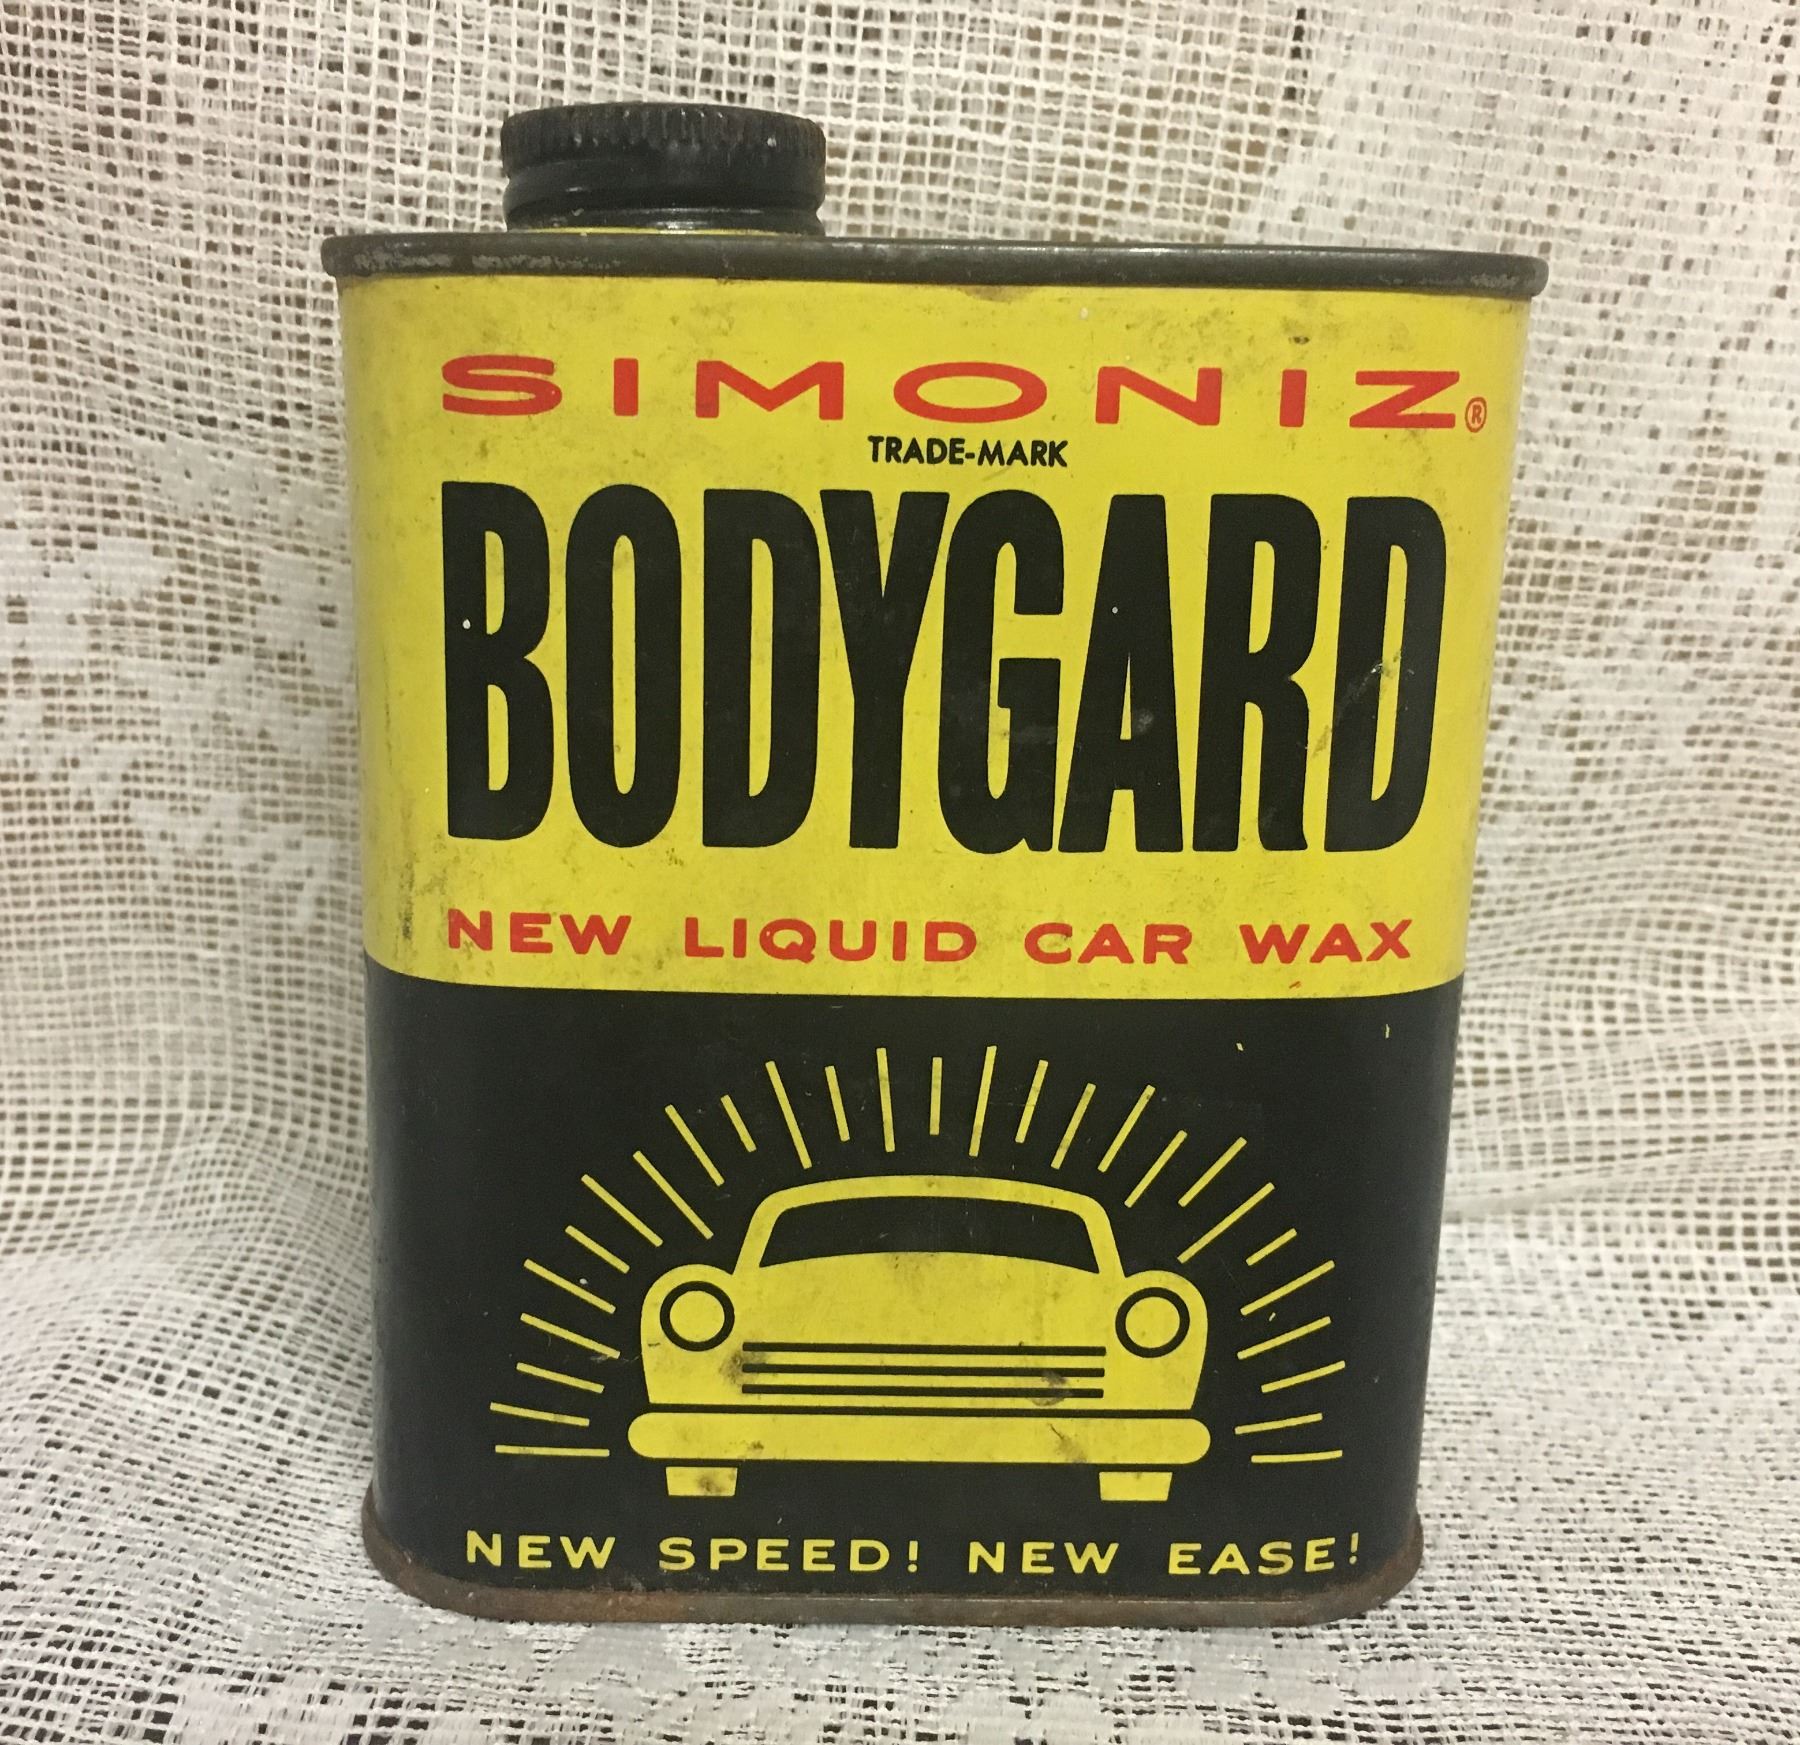 SIMONIZ®
TRADE-MARK
BODYGARD
NEW LIQUID CAR WAX
NEW SPEED! NEW EASE!